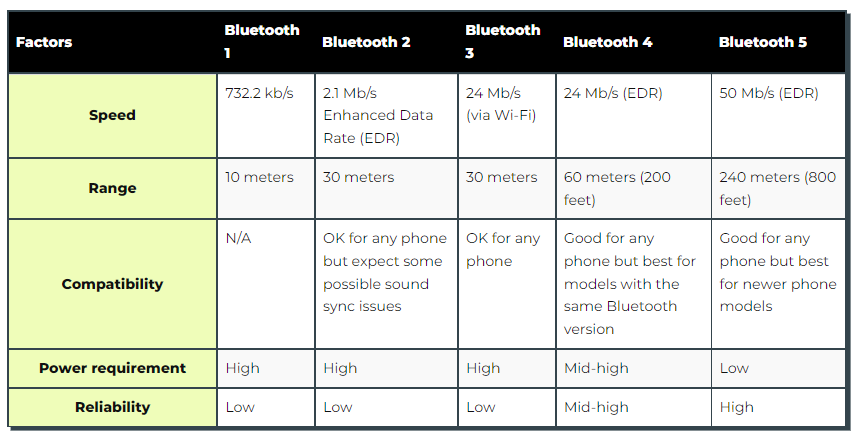 Factors
Bluetooth
1
Bluetooth 2
Bluetooth
3
Bluetooth 4
Bluetooth 5
Speed
732.2 kb/s
2.1 Mb/s
Enhanced Data
Rate (EDR)
24 Mb/s
(via Wi-Fi)
24 Mb/s (EDR)
50 Mb/s (EDR)
Range
10 meters
30 meters
30 meters
60 meters (200
feet)
240 meters (800
feet)
Compatibility
N/A
OK for any phone
but expect some
possible sound
sync issues
OK for any
phone
Good for any
phone but best for
models with the
same Bluetooth
version
Good for any
phone but best
for newer phone
models
Power requirement
High
High
High
Mid-high
Low
Reliability
Low
Low
Low
Mid-high
High